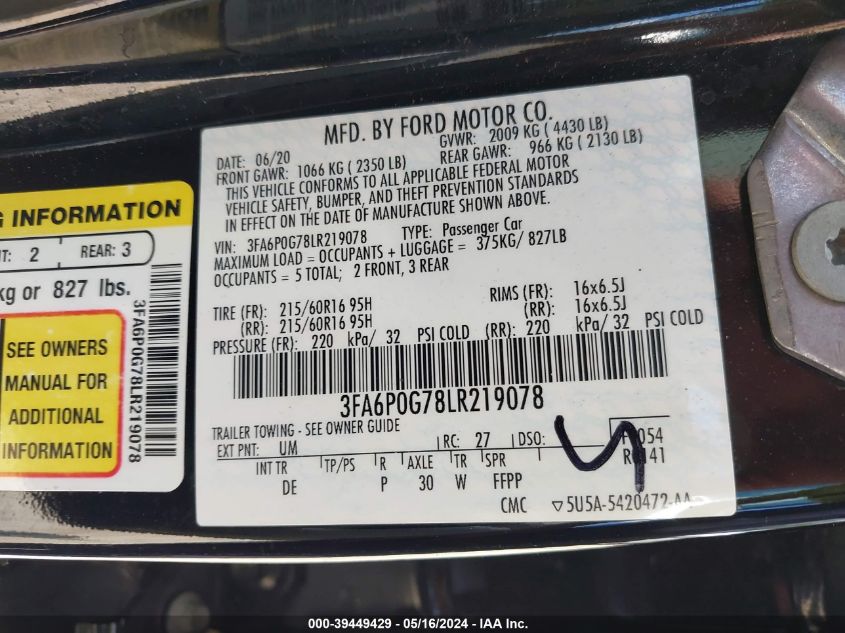 MFD. BY FORD MOTOR CO.
DATE: 06/20 GVWR: 2009 KG ( 4430 LB)
FRONT GAWR: 1066 KG ( 2350 LB) REAR GAWR: 966 KG ( 2130 LB)
THIS VEHICLE CONFORMS TO ALL APPLICABLE FEDERAL MOTOR
VEHICLE SAFETY, BUMPER, AND THEFT PREVENTION STANDARDS
IN EFFECT ON THE DATE OF MANUFACTURE SHOWN ABOVE.
VIN: 3FA6P0G78LR219078 TYPE: Passenger Car
MAXIMUM LOAD = OCCUPANTS + LUGGAGE = 375KG/ 827LB
OCCUPANTS = 5 TOTAL; 2 FRONT, 3 REAR
TIRE (FR): 215/60R16 95H RIMS (FR): 16x6.5J
(RR): 215/60R16 95H (RR): 16x6.5J
PRESSURE (FR): 220 kPa/ 32 PSI COLD (RR): 220 kPa/ 32 PSI COLD
3FA6P0G78LR219078
TRAILER TOWING - SEE OWNER GUIDE
EXT PNT: UM RC: 27 DSO: 054
INT TR TP/PS R AXLE TR SPR 141
DE P 30 W FFPP
CMC 5U5A-5420472-AA
INFORMATION
2 REAR: 3
kg or 827 lbs.
SEE OWNERS
MANUAL FOR
ADDITIONAL
INFORMATION
3FA6P0G78LR219078
000-39449429 - 05/16/2024 - IAA Inc.